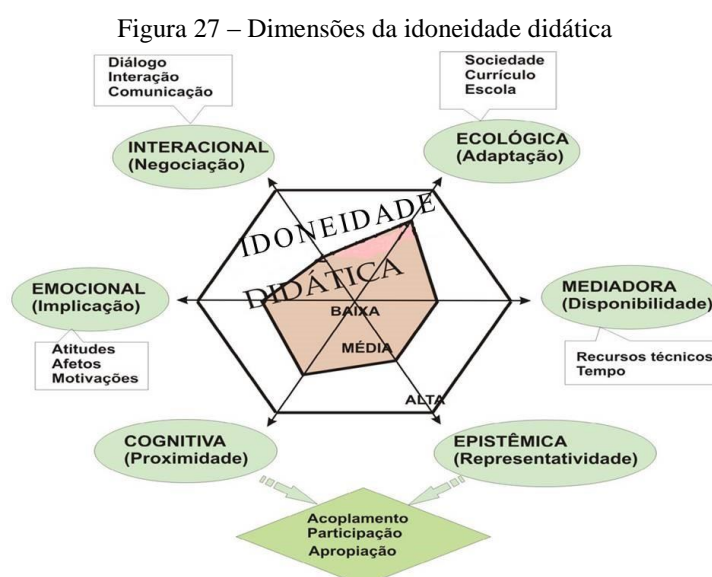 Figura 27 – Dimensões da idoneidade didática
Diálogo
Interação
Comunicação
Sociedade
Currículo
Escola
INTERACIONAL
(Negociação)
ECOLÓGICA
(Adaptação)
IDONEIDADE
DIDÁTICA
EMOCIONAL
(Implicação)
MEDIADORA
(Disponibilidade)
BAIXA
MÉDIA
ALTA
Atitudes
Afetos
Motivações
Recursos técnicos
Tempo
COGNITIVA
(Proximidade)
EPISTÊMICA
(Representatividade)
Acoplamento
Participação
Apropiação